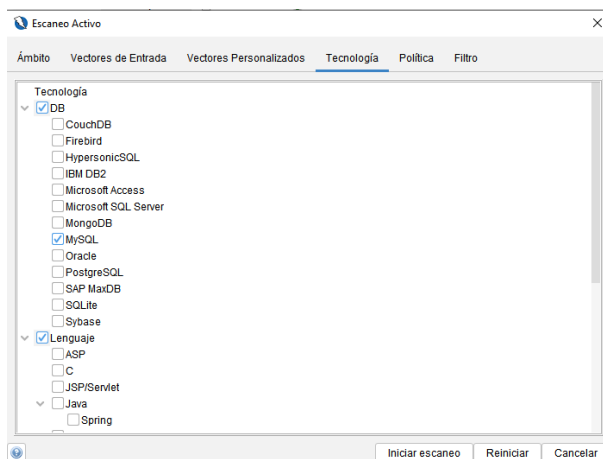 Escaneo Activo
Ámbito Vectores de Entrada Vectores Personalizados Tecnología Política Filtro
Tecnología
DB
CouchDB
Firebird
HypersonicSQL
IBM DB2
Microsoft Access
Microsoft SQL Server
MongoDB
MySQL
Oracle
PostgreSQL
SAP MaxDB
SQLite
Sybase
Lenguaje
ASP
C
JSP/Servlet
Java
Spring
Iniciar escaneo Reiniciar Cancelar